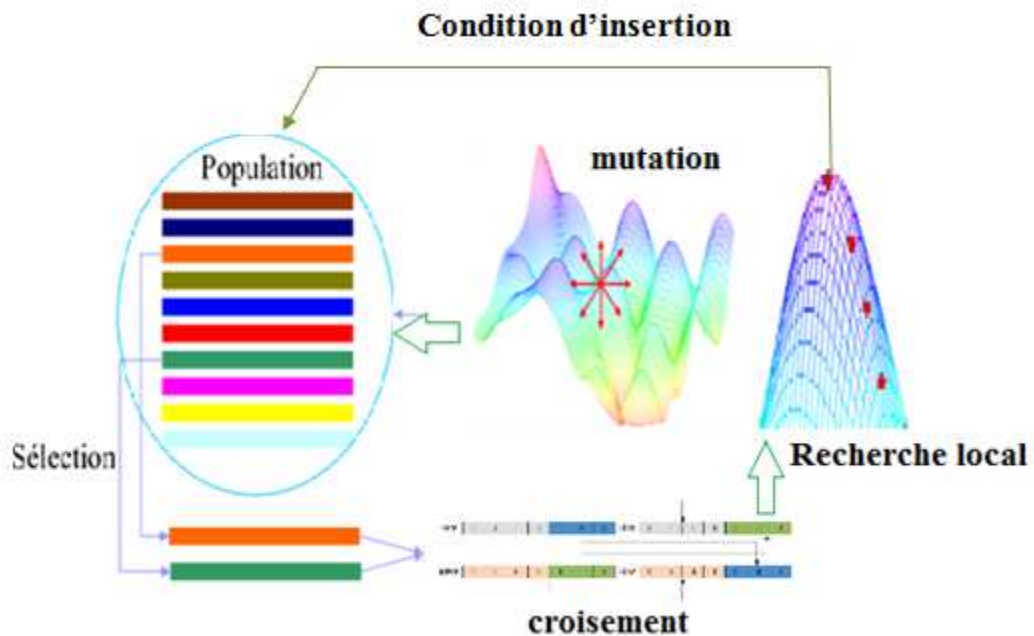 Condition d'insertion
Population
mutation
Sélection
Recherche local
croisement